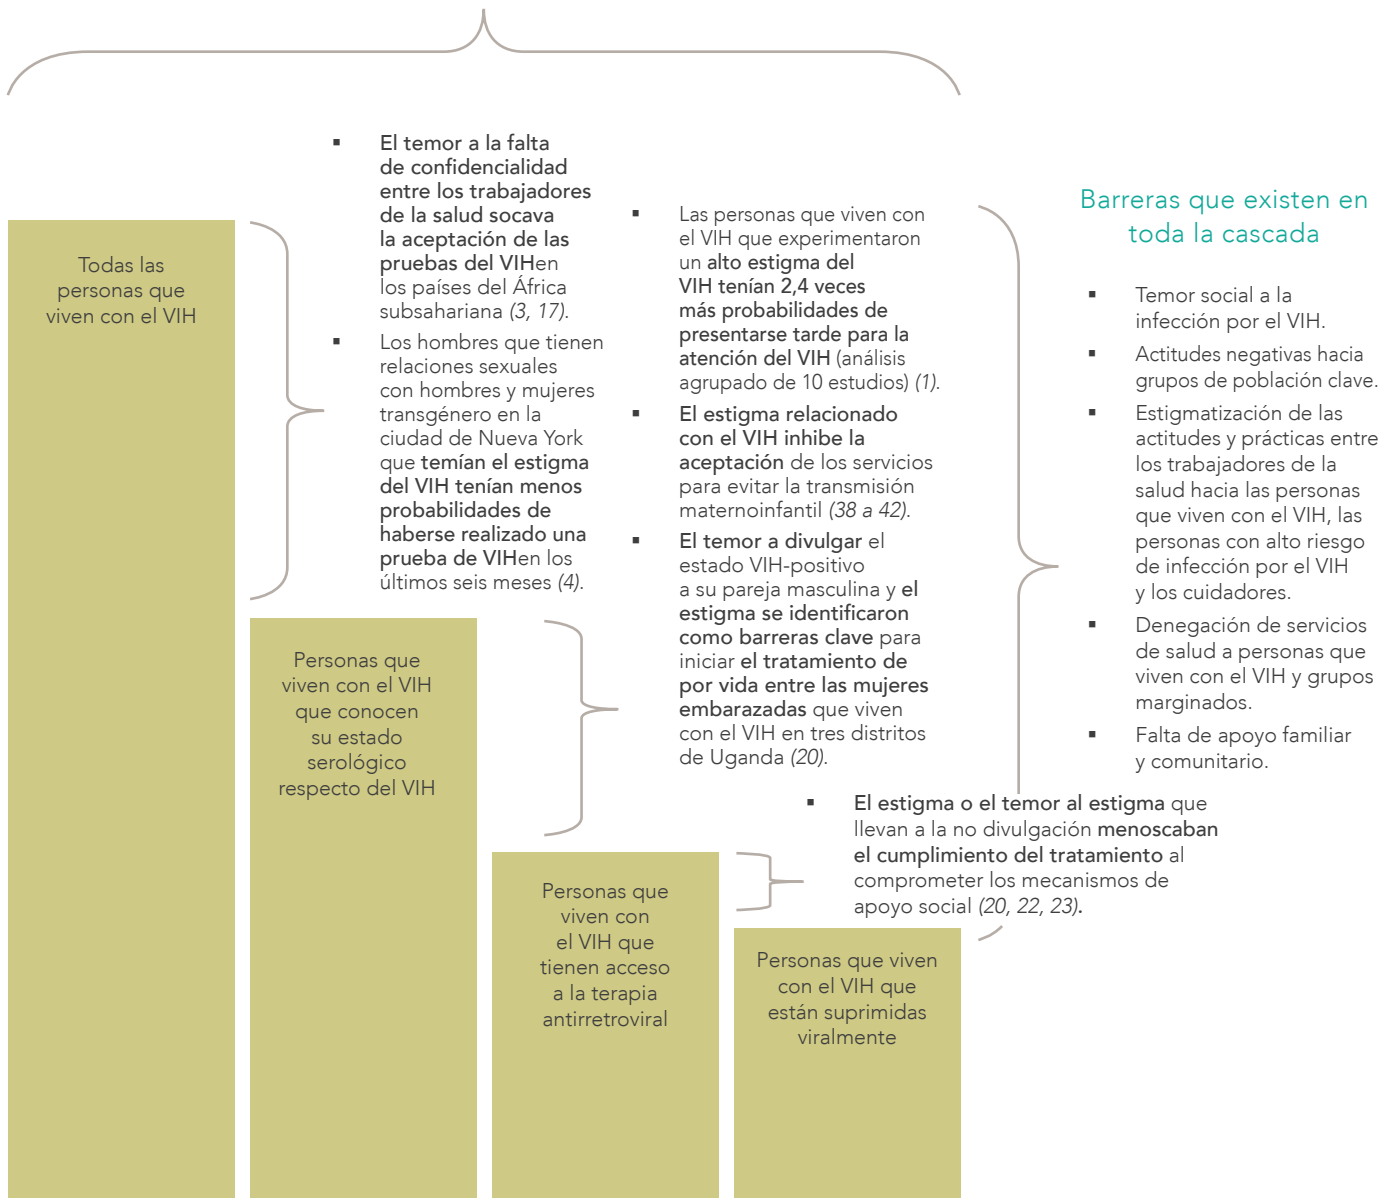 Todas las
personas que
viven con el VIH
▪ El temor a la falta
de confidencialidad
entre los trabajadores
de la salud socava
la aceptación de las
pruebas del VIHen
los países del África
subsahariana (3, 17).
▪ Los hombres que tienen
relaciones sexuales
con hombres y mujeres
transgénero en la
ciudad de Nueva York
que temían el estigma
del VIH tenían menos
probabilidades de
haberse realizado una
prueba de VIHen los
últimos seis meses (4).
Personas que
viven con el VIH
que conocen
su estado
serológico
respecto del VIH
▪ Las personas que viven con
el VIH que experimentaron
un alto estigma del
VIH tenían 2,4 veces
más probabilidades de
presentarse tarde para la
atención del VIH (análisis
agrupado de 10 estudios) (1).
▪ El estigma relacionado
con el VIH inhibe la
aceptación de los servicios
para evitar la transmisión
maternoinfantil (38 a 42).
▪ El temor a divulgar el
estado VIH-positivo
a su pareja masculina y el
estigma se identificaron
como barreras clave para
iniciar el tratamiento de
por vida entre las mujeres
embarazadas que viven
con el VIH en tres distritos
de Uganda (20).
Personas que
viven con
el VIH que
tienen acceso
a la terapia
antirretroviral
▪ El estigma o el temor al estigma que
llevan a la no divulgación menoscaban
el cumplimiento del tratamiento al
comprometer los mecanismos de
apoyo social (20, 22, 23).
Personas que viven
con el VIH que
están suprimidas
viralmente
Barreras que existen en
toda la cascada
▪ Temor social a la
infección por el VIH.
▪ Actitudes negativas hacia
grupos de población clave.
▪ Estigmatización de las
actitudes y prácticas entre
los trabajadores de la
salud hacia las personas
que viven con el VIH, las
personas con alto riesgo
de infección por el VIH
y los cuidadores.
▪ Denegación de servicios
de salud a personas que
viven con el VIH y grupos
marginados.
▪ Falta de apoyo familiar
y comunitario.